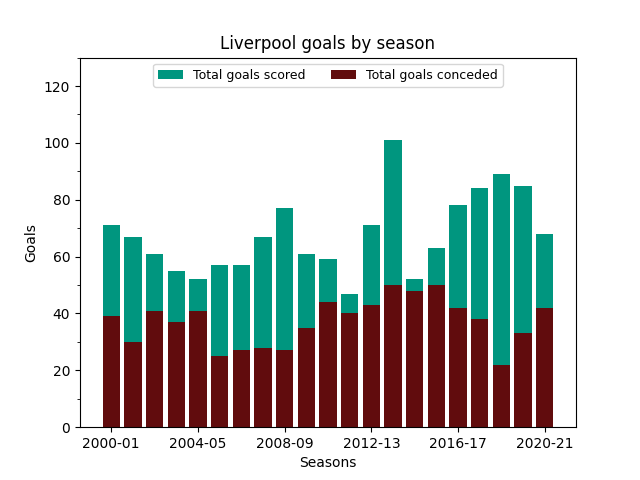 Liverpool goals by season
Total goals scored
Total goals conceded
120
100
80
60
40
20
0
Goals
2000-01
2004-05
2008-09
2012-13
2016-17
2020-21
Seasons